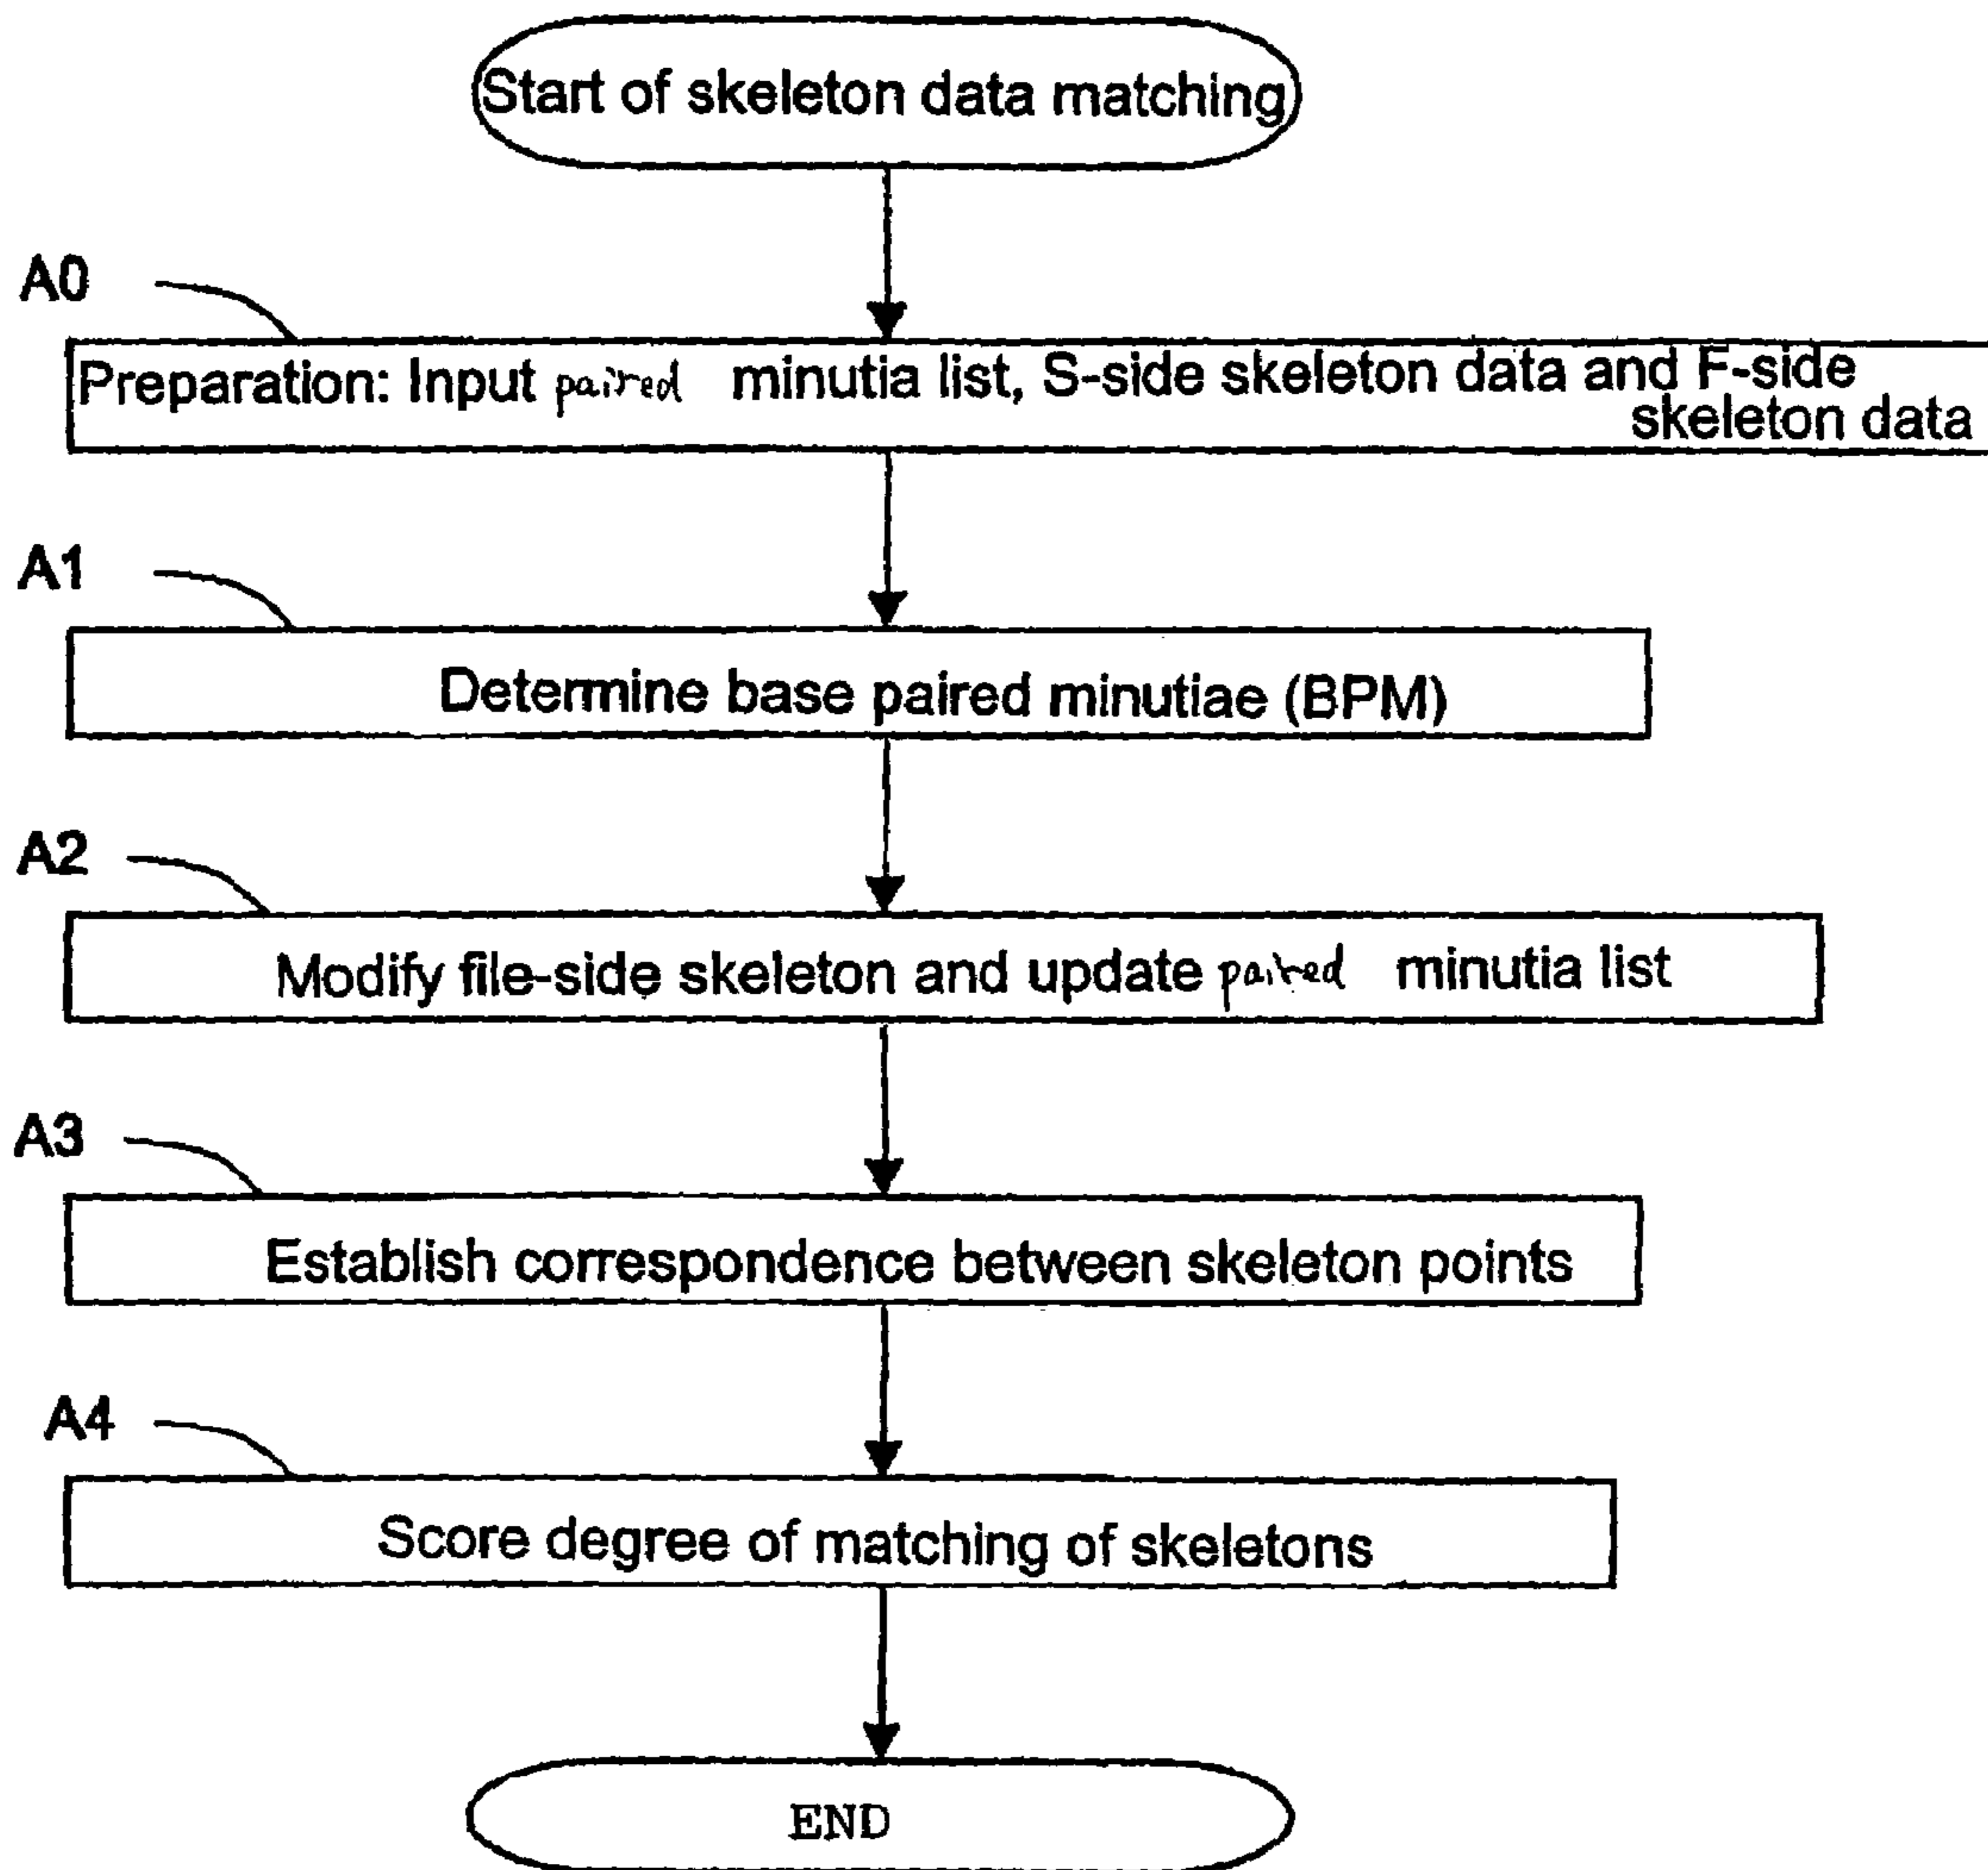 Start of skeleton data matching
A0
Preparation: Input paired minutia list, S-side skeleton data and F-side
skeleton data
A1
Determine base paired minutiae (BPM)
A2
Modify file-side skeleton and update paired minutia list
A3
Establish correspondence between skeleton points
A4
Score degree of matching of skeletons
END